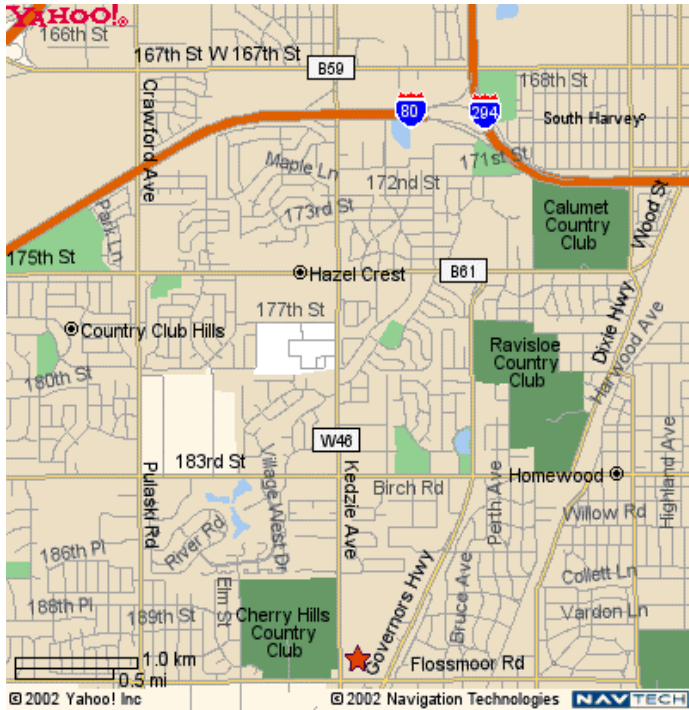 YAHOO!®
166th St
167th St W 167th St
B59
168th St
80
294
South Harvey
Crawford Ave
Maple Ln
171st St
172nd St
173rd St
Park Ln
Calumet
Country
Club
Wood St
175th St
Hazel Crest
B61
177th St
Dixie Hwy
Harwood Ave
Country Club Hills
Ravisloe
Country
Club
180th St
W46
183rd St
Village West Dr
Kedzie Ave
Birch Rd
Perth Ave
Homewood
Highland Ave
Pulaski Rd
River Rd
Willow Rd
186th Pl
Governors Hwy
Bruce Ave
Collett Ln
188th Pl
189th St
Elm St
Cherry Hills
Country
Club
Vardon Ln
1.0 km
0.5 mi
Flossmoor Rd
© 2002 Yahoo! Inc
© 2002 Navigation Technologies
NAVTECH